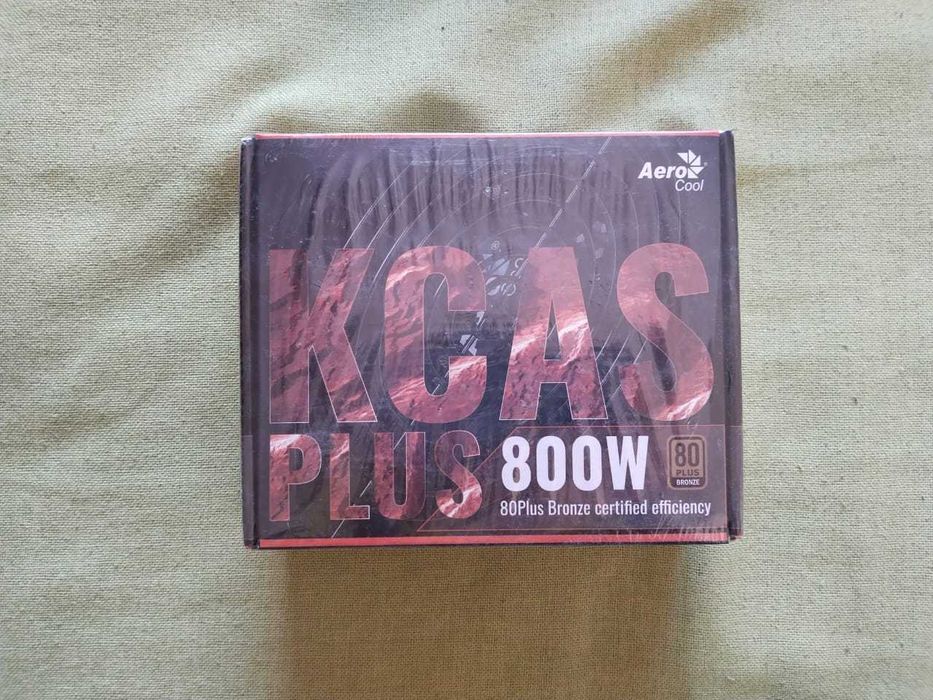 Aero
Cool
KCAS
PLUS
800W
80
PLUS
BRONZE
80Plus Bronze certified efficiency